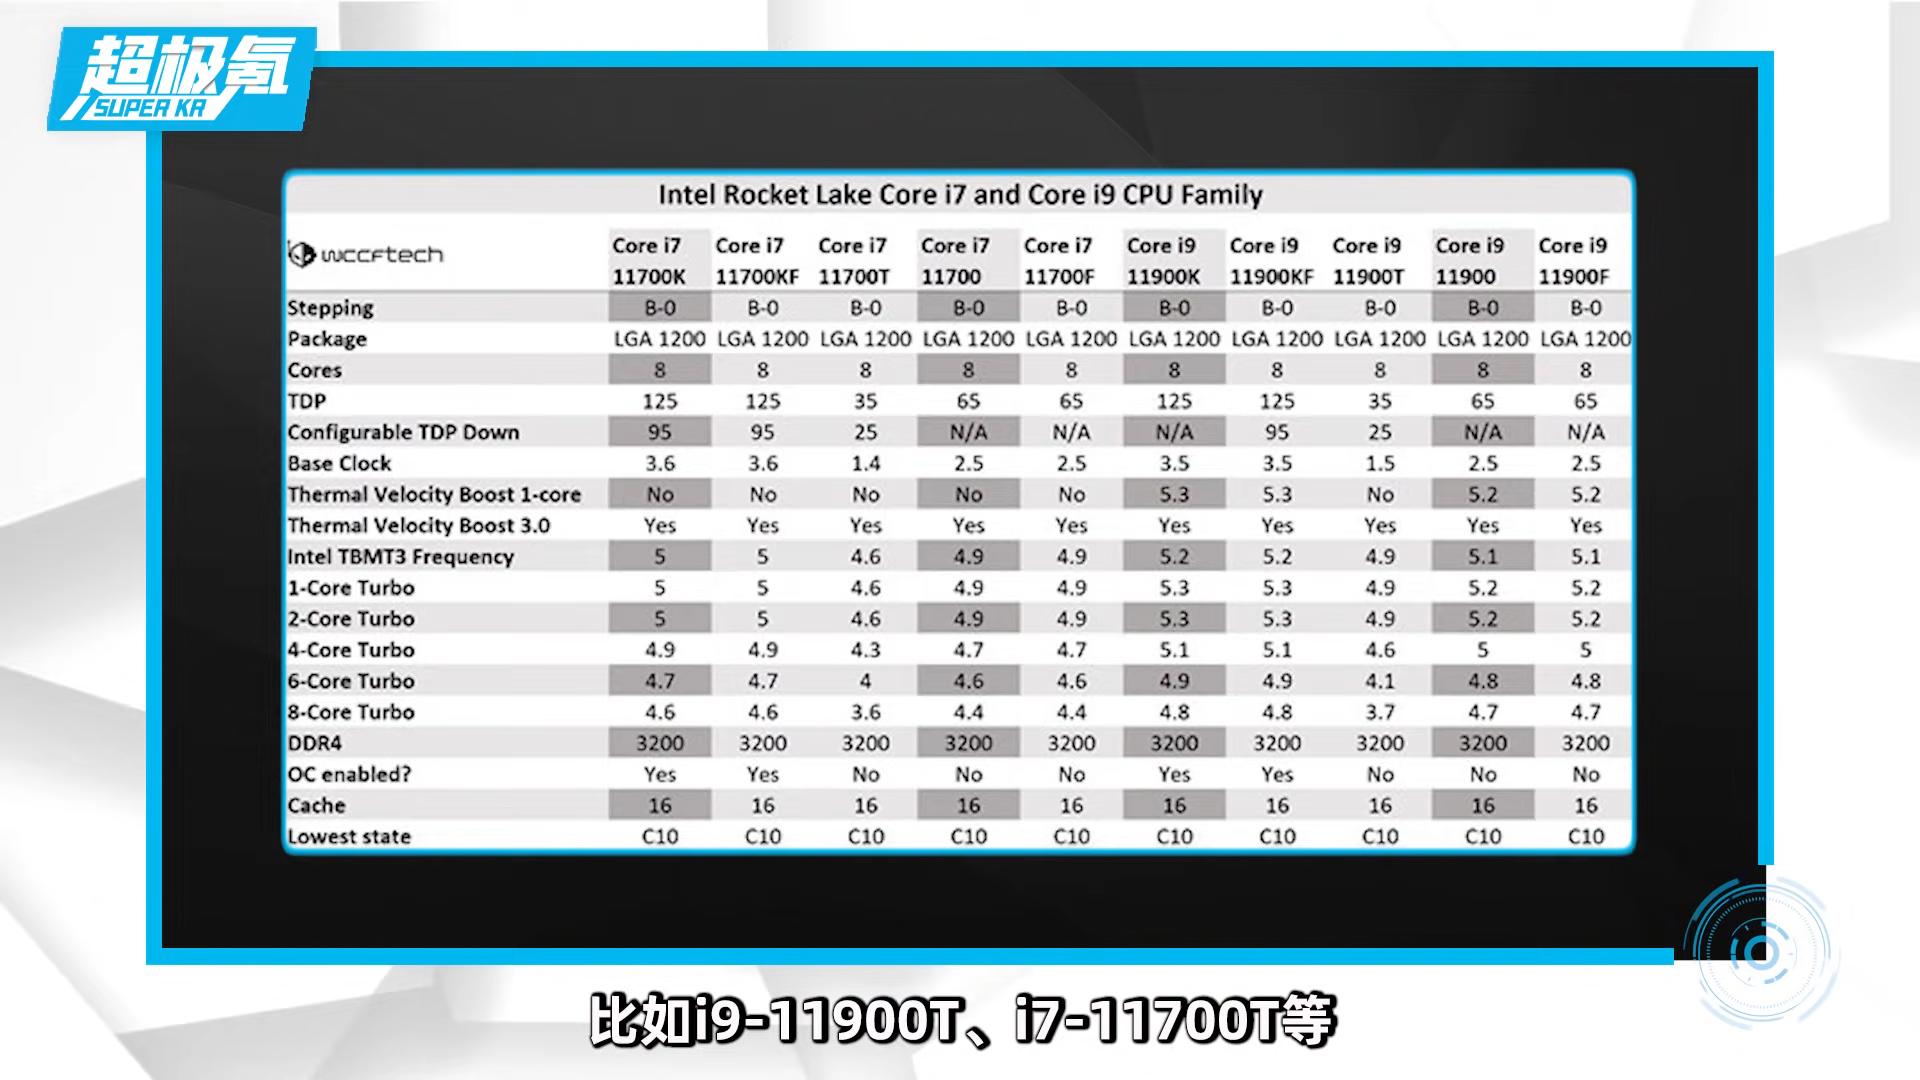 超极氪
SUPER KR
Intel Rocket Lake Core i7 and Core i9 CPU Family
wccftech
Core i7 11700K Core i7 11700KF Core i7 11700T Core i7 11700 Core i7 11700F Core i9 11900K Core i9 11900KF Core i9 11900T Core i9 11900 Core i9 11900F
Stepping B-0 B-0 B-0 B-0 B-0 B-0 B-0 B-0 B-0 B-0
Package LGA 1200 LGA 1200 LGA 1200 LGA 1200 LGA 1200 LGA 1200 LGA 1200 LGA 1200 LGA 1200 LGA 1200
Cores 8 8 8 8 8 8 8 8 8 8
TDP 125 125 35 65 65 125 125 35 65 65
Configurable TDP Down 95 95 25 N/A N/A N/A 95 25 N/A N/A
Base Clock 3.6 3.6 1.4 2.5 2.5 3.5 3.5 1.5 2.5 2.5
Thermal Velocity Boost 1-core No No No No No 5.3 5.3 No 5.2 5.2
Thermal Velocity Boost 3.0 Yes Yes Yes Yes Yes Yes Yes Yes Yes Yes
Intel TBMT3 Frequency 5 5 4.6 4.9 4.9 5.2 5.2 4.9 5.1 5.1
1-Core Turbo 5 5 4.6 4.9 4.9 5.3 5.3 4.9 5.2 5.2
2-Core Turbo 5 5 4.6 4.9 4.9 5.3 5.3 4.9 5.2 5.2
4-Core Turbo 4.9 4.9 4.3 4.7 4.7 5.1 5.1 4.6 5 5
6-Core Turbo 4.7 4.7 4 4.6 4.6 4.9 4.9 4.1 4.8 4.8
8-Core Turbo 4.6 4.6 3.6 4.4 4.4 4.8 4.8 3.7 4.7 4.7
DDR4 3200 3200 3200 3200 3200 3200 3200 3200 3200 3200
OC enabled? Yes Yes No No No Yes Yes No No No
Cache 16 16 16 16 16 16 16 16 16 16
Lowest state C10 C10 C10 C10 C10 C10 C10 C10 C10 C10
比如i9-11900T、i7-11700T等